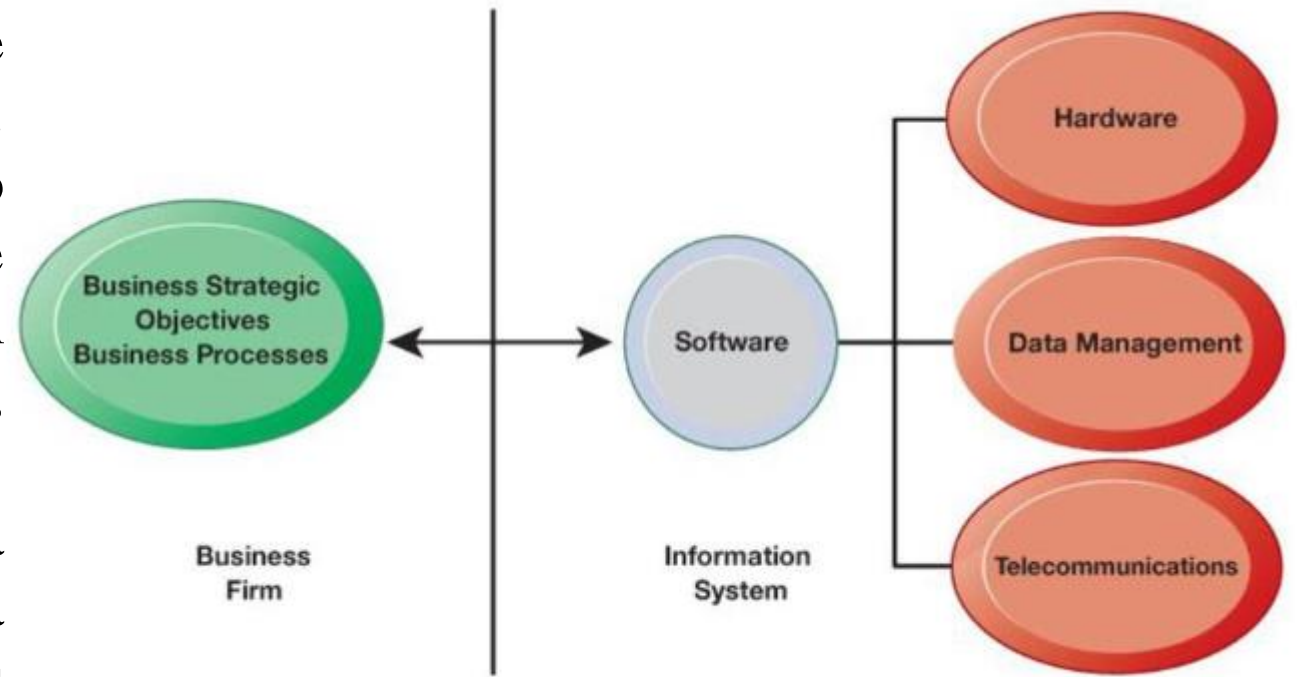 Business Strategic
Objectives
Business Processes
Software
Hardware
Data Management
Telecommunications
Business
Firm
Information
System